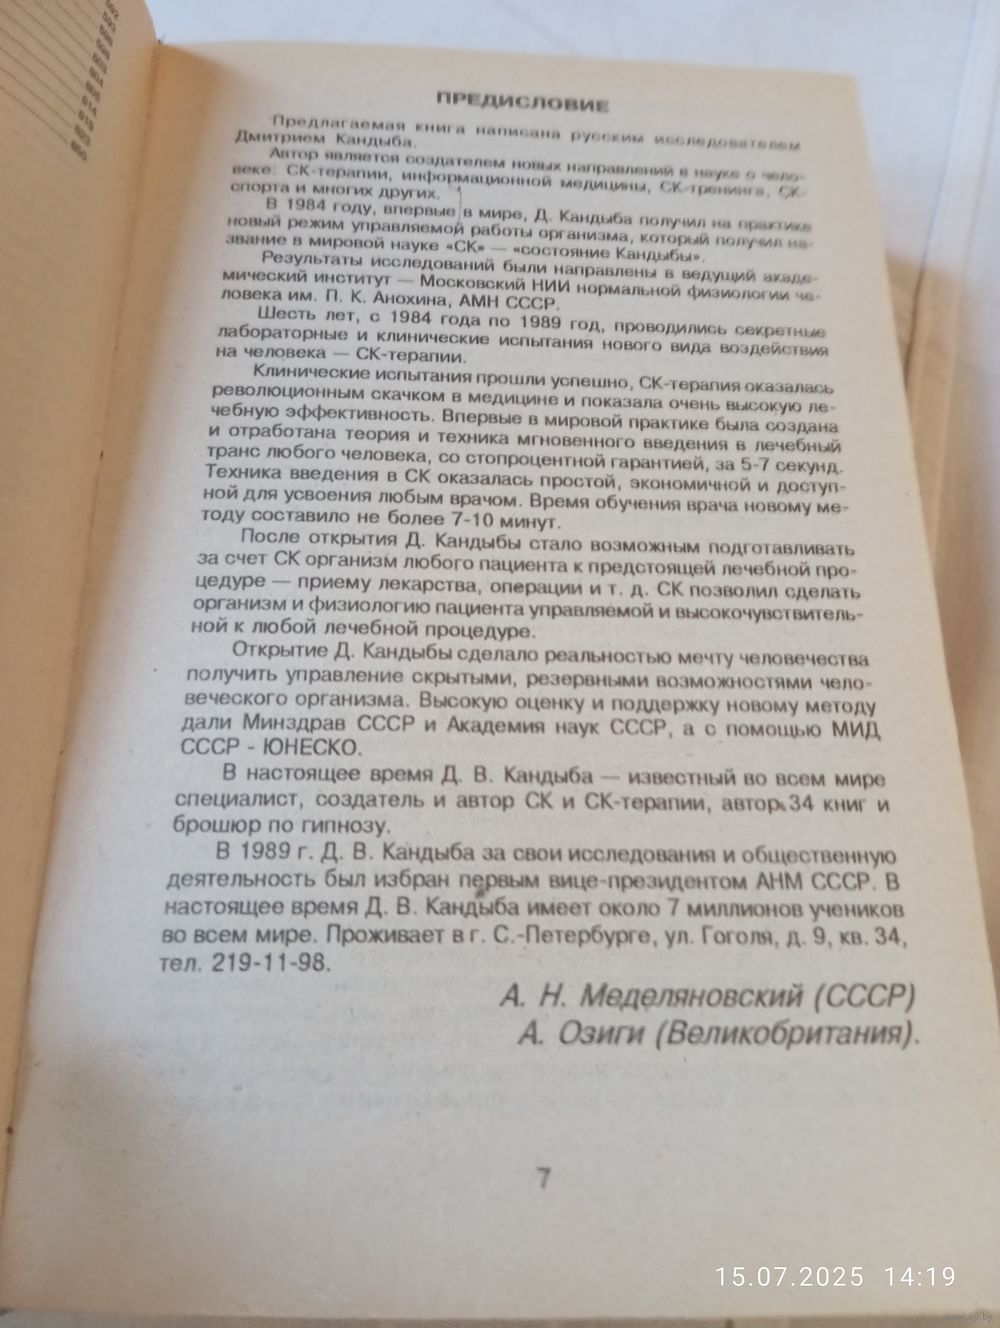 592
593
596
598
603
604
608
614
619
623
650
ПРЕДИСЛОВИЕ
Предлагаемая книга написана русским исследователем
Дмитрием Кандыба.
Автор является создателем новых направлений в науке о чело-
веке: СК-терапии, информационной медицины, СК-тренинга, СК-
спорта и многих других.
В 1984 году, впервые в мире, Д. Кандыба получил на практике
новый режим управляемой работы организма, который получил на-
звание в мировой науке «СК» — «состояние Кандыбы».
Результаты исследований были направлены в ведущий акаде-
мический институт — Московский НИИ нормальной физиологии че-
ловека им. П. К. Анохина, АМН СССР.
Шесть лет, с 1984 года по 1989 год, проводились секретные
лабораторные и клинические испытания нового вида воздействия
на человека — СК-терапии.
Клинические испытания прошли успешно, СК-терапия оказалась
революционным скачком в медицине и показала очень высокую ле-
чебную эффективность. Впервые в мировой практике была создана
и отработана теория и техника мгновенного введения в лечебный
транс любого человека, со стопроцентной гарантией, за 5-7 секунд.
Техника введения в СК оказалась простой, экономичной и доступ-
ной для усвоения любым врачом. Время обучения врача новому ме-
тоду составило не более 7-10 минут.
После открытия Д. Кандыбы стало возможным подготавливать
за счет СК организм любого пациента к предстоящей лечебной про-
цедуре — приему лекарства, операции и т. д. СК позволил сделать
организм и физиологию пациента управляемой и высокочувствитель-
ной к любой лечебной процедуре.
Открытие Д. Кандыбы сделало реальностью мечту человечества
получить управление скрытыми, резервными возможностями чело-
веческого организма. Высокую оценку и поддержку новому методу
дали Минздрав СССР и Академия наук СССР, а с помощью МИД
СССР - ЮНЕСКО.
В настоящее время Д. В. Кандыба — известный во всем мире
специалист, создатель и автор СК и СК-терапии, автор 34 книг и
брошюр по гипнозу.
В 1989 г. Д. В. Кандыба за свои исследования и общественную
деятельность был избран первым вице-президентом АНМ СССР. В
настоящее время Д. В. Кандыба имеет около 7 миллионов учеников
во всем мире. Проживает в г. С.-Петербурге, ул. Гоголя, д. 9, кв. 34,
тел. 219-11-98.
А. Н. Меделяновский (СССР)
А. Озиги (Великобритания).
7
15.07.2025 14:19
www.ay.by